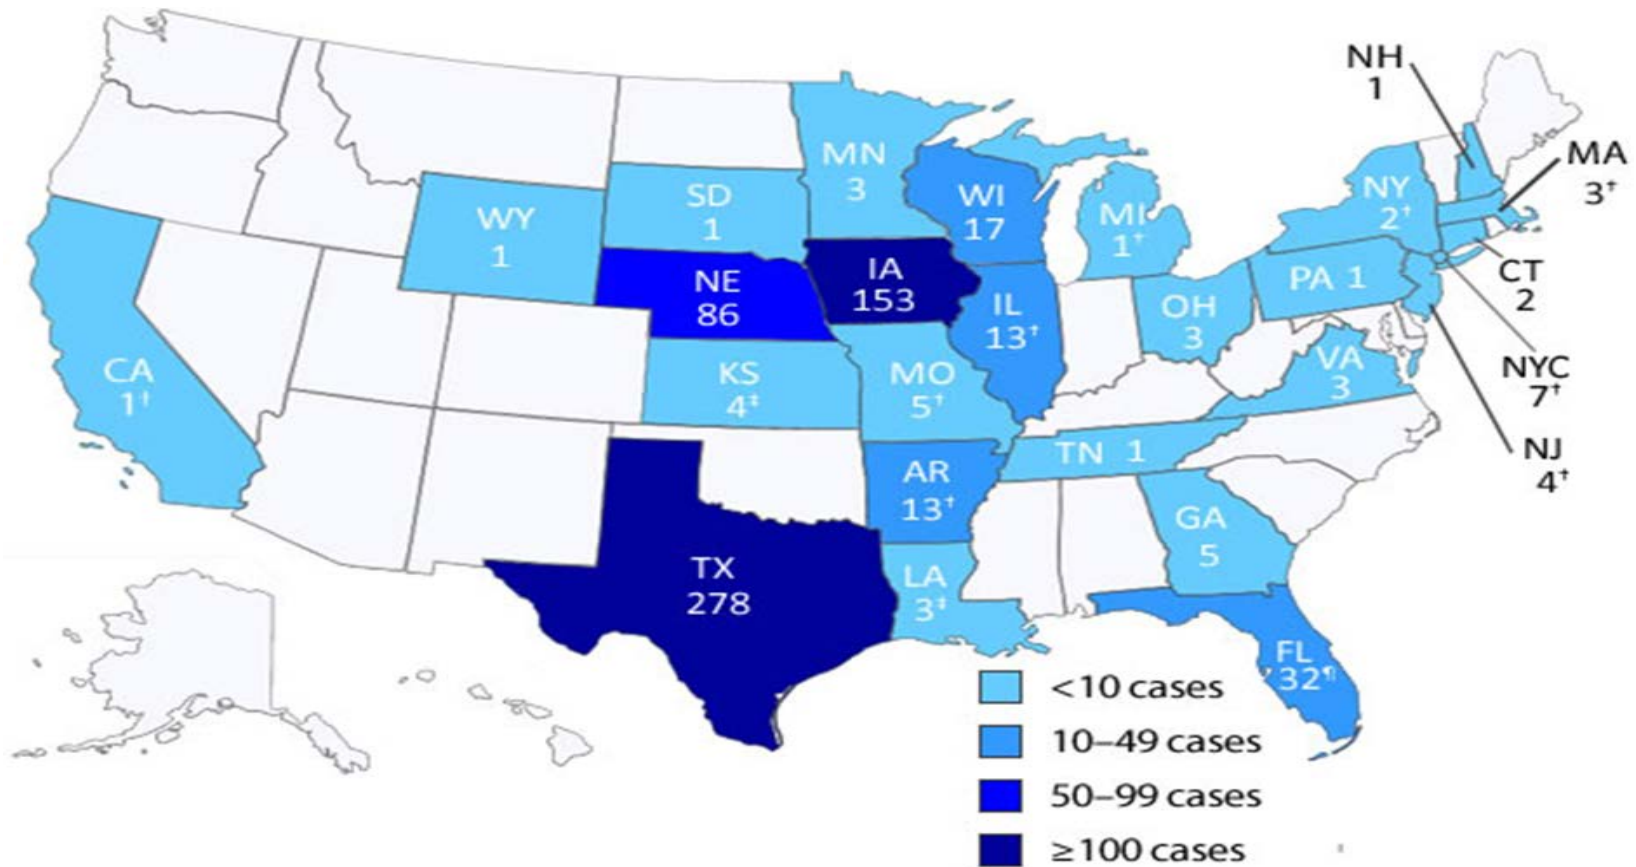 NH
1
MA
3†
MN
3
WI
17
NY
2†
SD
1
MI
1†
WY
1
NE
86
IA
153
PA 1
CT
2
IL
13†
OH
3
CA
1†
KS
4‡
MO
5†
VA
3
NYC
7†
TN 1
NJ
4†
AR
13†
GA
5
TX
278
LA
3‡
FL
32¶
<10 cases
10–49 cases
50–99 cases
≥100 cases